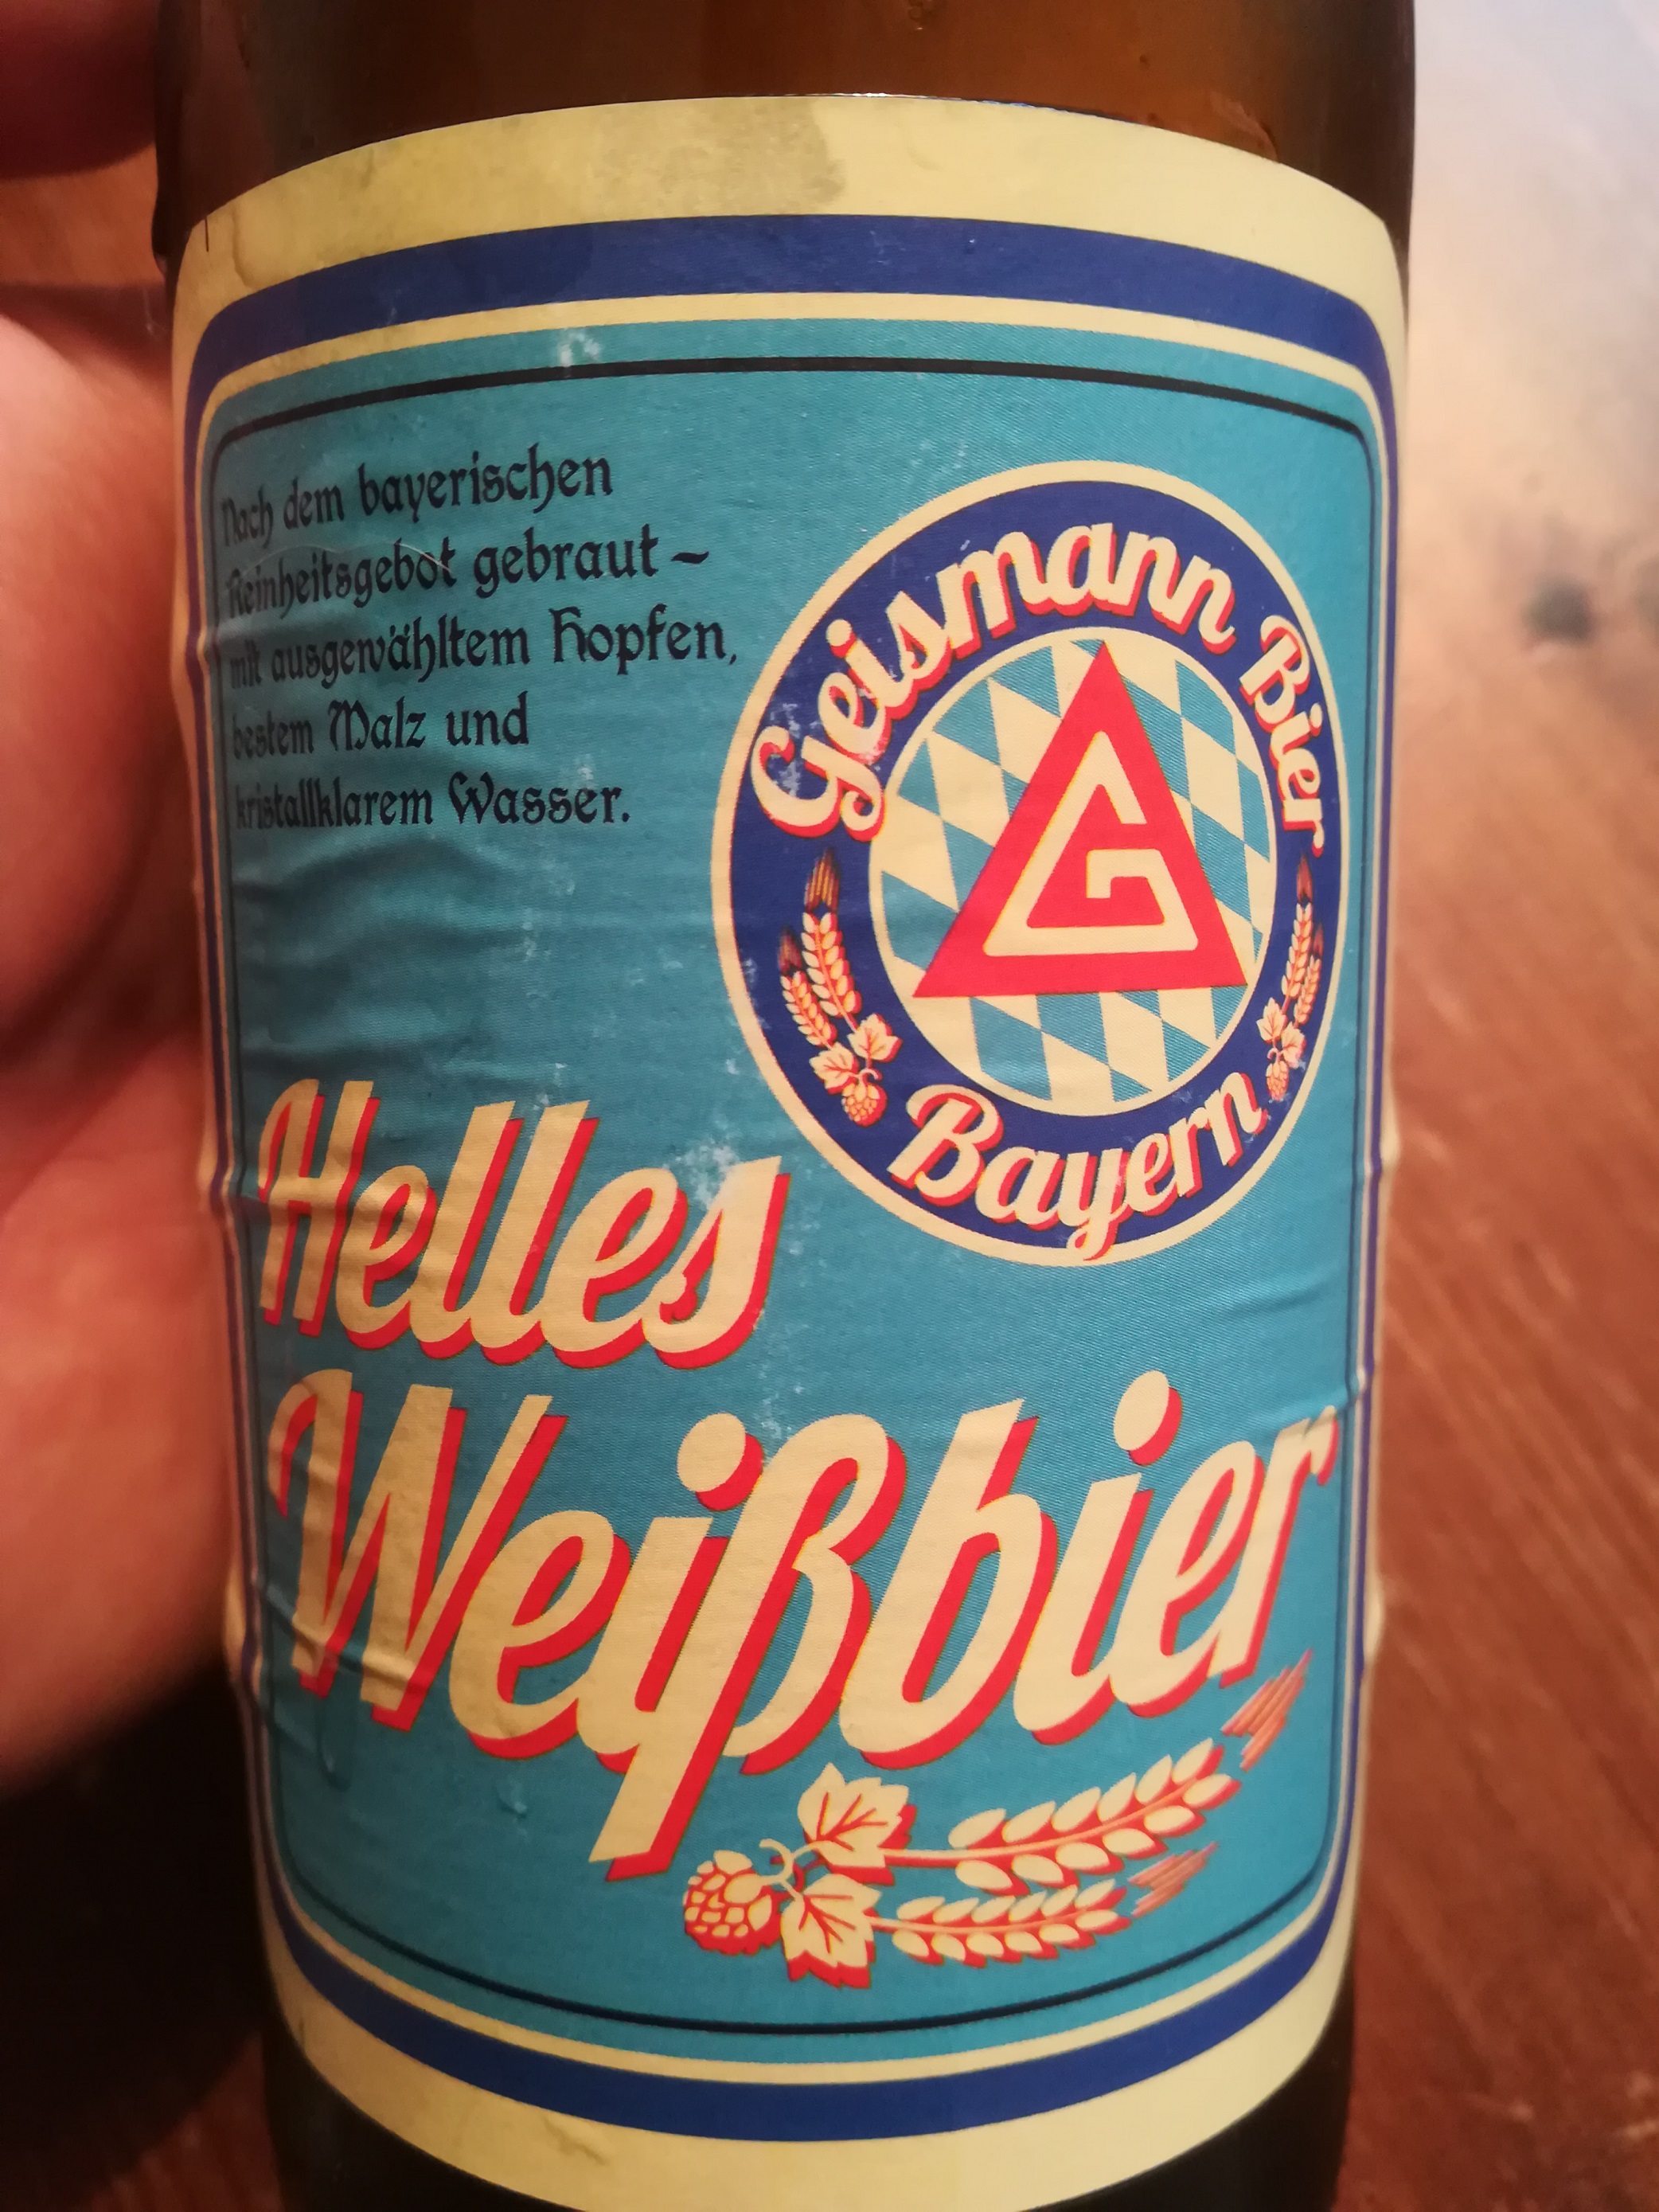 Nach dem bayerischen
Reinheitsgebot gebraut –
mit ausgewähltem Hopfen,
bestem Malz und
kristallklarem Wasser.
Geismann Bier
G
Bayern
Helles
Weißbier